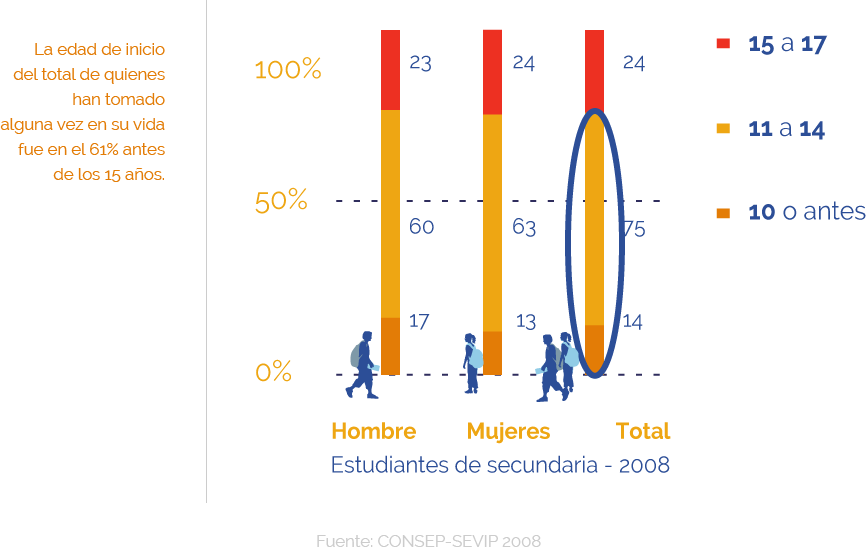 La edad de inicio
del total de quienes
han tomado
alguna vez en su vida
fue en el 61% antes
de los 15 años.
100%
50%
0%
23
60
17
24
63
13
24
75
14
Hombre
Mujeres
Total
Estudiantes de secundaria - 2008
15 a 17
11 a 14
10 o antes
Fuente: CONSEP-SEVIP 2008